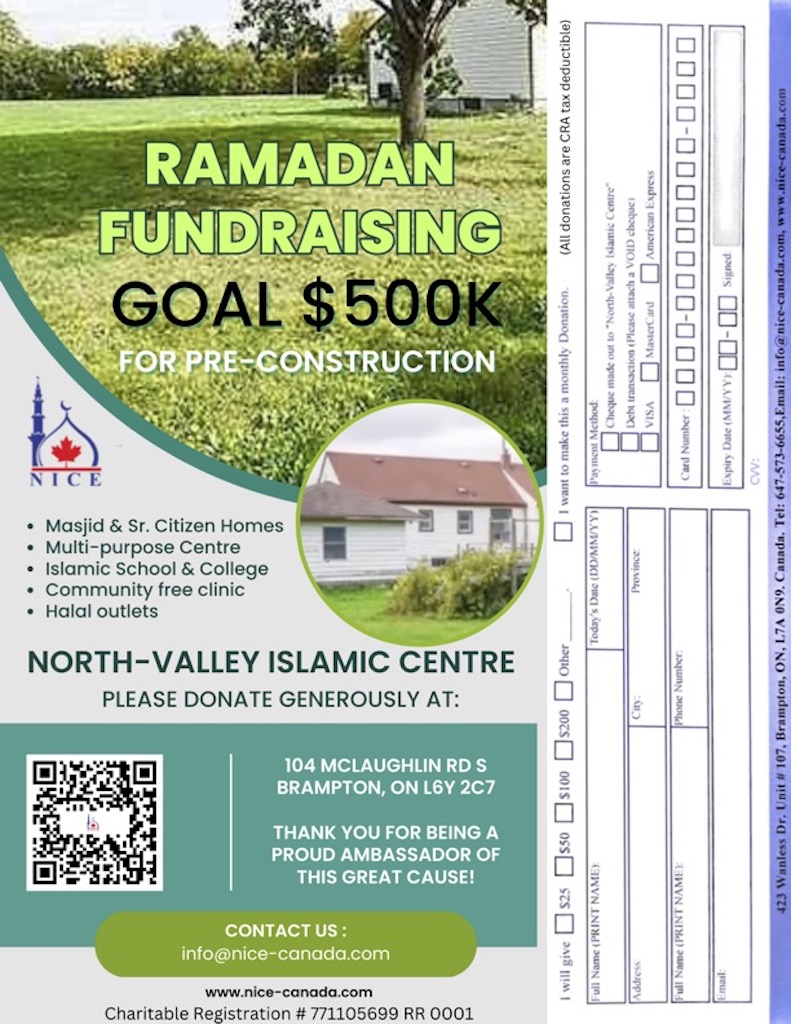 RAMADAN
FUNDRAISING
GOAL $500K
FOR PRE-CONSTRUCTION
NICE
• Masjid & Sr. Citizen Homes
• Multi-purpose Centre
• Islamic School & College
• Community free clinic
• Halal outlets
NORTH-VALLEY ISLAMIC CENTRE
PLEASE DONATE GENEROUSLY AT:
104 MCLAUGHLIN RD S
BRAMPTON, ON L6Y 2C7
THANK YOU FOR BEING A
PROUD AMBASSADOR OF
THIS GREAT CAUSE!
CONTACT US :
info@nice-canada.com
www.nice-canada.com
Charitable Registration # 771105699 RR 0001
I will give $25 $50 $100 $200 Other _____. I want to make this a monthly Donation. (All donations are CRA tax deductible)
Full Name (PRINT NAME): Today's Date (DD/MM/YY)
Address: City: Province:
Full Name (PRINT NAME): Phone Number:
Email:
Payment Method:
Cheque made out to "North-Valley Islamic Centre"
Debt transaction (Please attach a VOID cheque)
VISA MasterCard American Express
Card Number :
Expiry Date (MM/YY): Signed:
CVV:
423 Wanless Dr. Unit # 107, Brampton, ON, L7A 0N9, Canada. Tel: 647-573-6655,Email: info@nice-canada.com, www.nice-canada.com